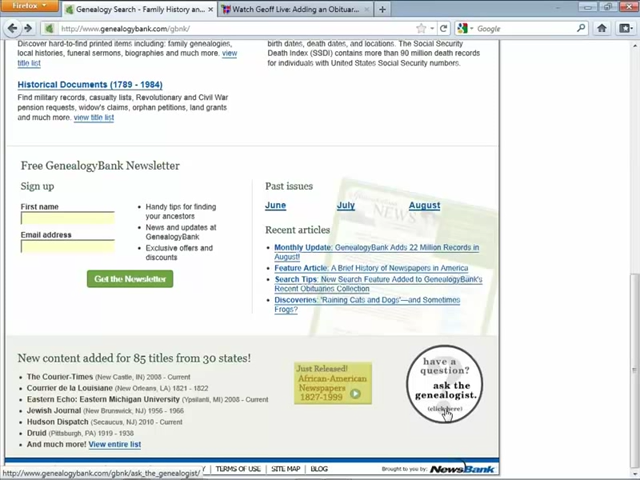 Firefox
Genealogy Search - Family History an...
Watch Geoff Live: Adding an Obituar...
www.genealogybank.com/gbnk/
Google
Discover hard-to-find printed items including: family genealogies,
local histories, funeral sermons, biographies and much more. view
title list
birth dates, death dates, and locations. The Social Security
Death Index (SSDI) contains more than 90 million death records
for people with United States Social Security numbers.
Historical Documents (1789 - 1984)
Find military records, casualty lists, Revolutionary and Civil War
pension requests, widow's claims, orphan petitions, land grants
and much more. view title list
Free GenealogyBank Newsletter
Sign up
First name
Email address
Handy tips for finding
your ancestors
News and updates at
GenealogyBank
Exclusive offers and
discounts
Get the Newsletter
Past issues
June July August
Recent articles
Monthly Update: GenealogyBank Adds 22 Million Records in
August!
Feature Article: A Brief History of Newspapers in America
Search Tips: New Search Feature Added to GenealogyBank's
Recent Obituaries Collection
Discoveries: "Raining Cats and Dogs"—and Sometimes
Frogs?
New content added for 85 titles from 30 states!
The Courier-Times (New Castle, IN) 2008 - Current
Courrier de la Louisiane (New Orleans, LA) 1821 - 1822
Eastern Echo: Eastern Michigan University (Ypsilanti, MI) 2008 - Current
Jewish Journal (New Brunswick, NJ) 1956 - 1966
Hudson Dispatch (Secaucus, NJ) 2010 - Current
Druid (Pittsburg, PA) 1919 - 1938
And much more! View entire list
Just Released!
African-American
Newspapers
1827-1999
have a
question?
ask the
genealogist.
(click here)
http://www.genealogybank.com/gbnk/ask_the_genealogist/
TERMS OF USE | SITE MAP | BLOG
Brought to you by: NewsBank